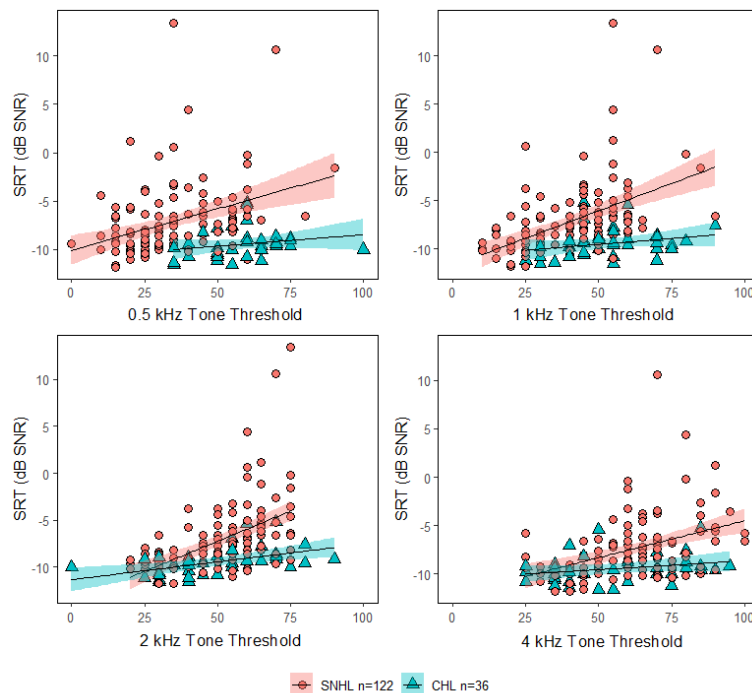 10
5
0
-5
-10
SRT (dB SNR)
0 25 50 75 100
0.5 kHz Tone Threshold
10
5
0
-5
-10
SRT (dB SNR)
0 25 50 75 100
1 kHz Tone Threshold
10
5
0
-5
-10
SRT (dB SNR)
0 25 50 75 100
2 kHz Tone Threshold
10
5
0
-5
-10
SRT (dB SNR)
0 25 50 75 100
4 kHz Tone Threshold
SNHL n=122 CHL n=36